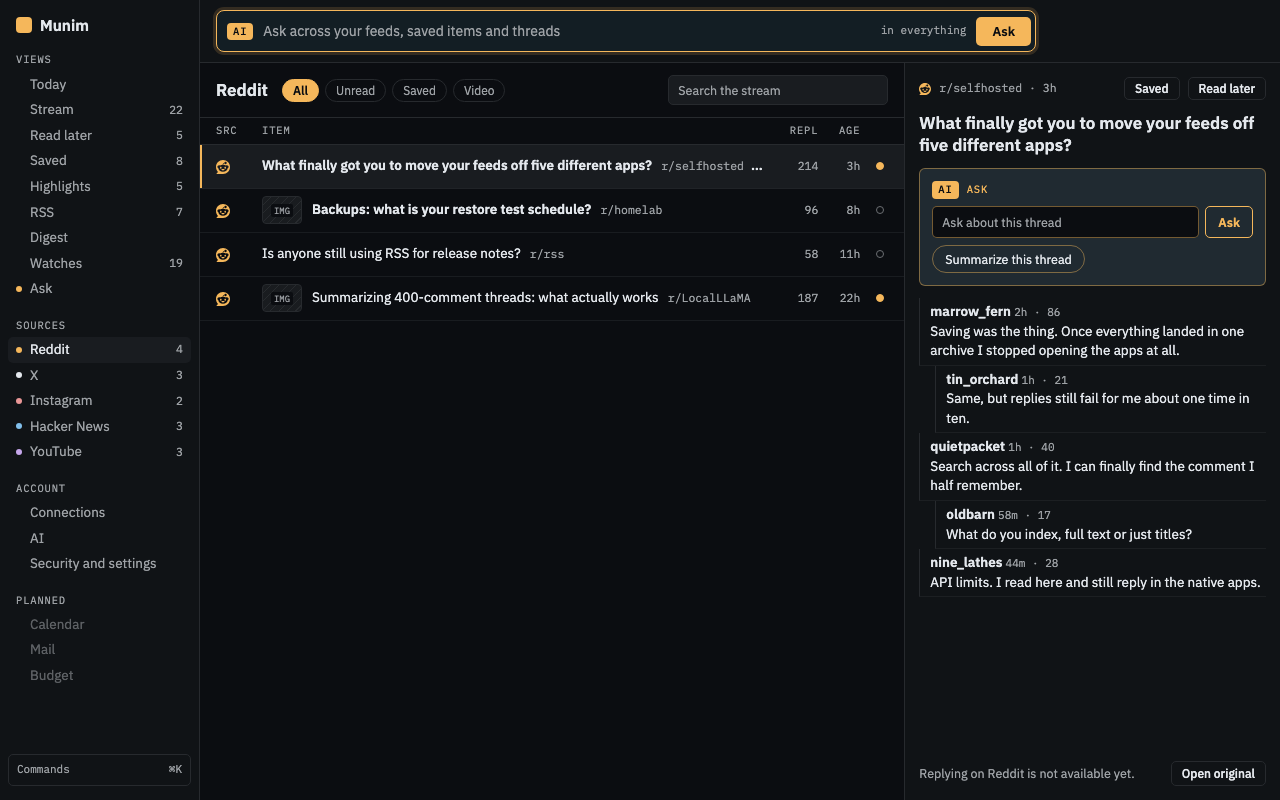 Munim
VIEWS
Today
Stream 22
Read later 5
Saved 8
Highlights 5
RSS 7
Digest
Watches 19
Ask
SOURCES
Reddit 4
X 3
Instagram 2
Hacker News 3
YouTube 3
ACCOUNT
Connections
AI
Security and settings
PLANNED
Calendar
Mail
Budget
Commands ⌘K
AI Ask across your feeds, saved items and threads in everything Ask
Reddit All Unread Saved Video Search the stream
SRC ITEM REPL AGE
What finally got you to move your feeds off five different apps? r/selfhosted … 214 3h
IMG Backups: what is your restore test schedule? r/homelab 96 8h
Is anyone still using RSS for release notes? r/rss 58 11h
IMG Summarizing 400-comment threads: what actually works r/LocalLLaMA 187 22h
r/selfhosted · 3h Saved Read later
What finally got you to move your feeds off
five different apps?
AI ASK
Ask about this thread Ask
Summarize this thread
marrow_fern 2h · 86
Saving was the thing. Once everything landed in one
archive I stopped opening the apps at all.
tin_orchard 1h · 21
Same, but replies still fail for me about one time in
ten.
quietpacket 1h · 40
Search across all of it. I can finally find the comment I
half remember.
oldbarn 58m · 17
What do you index, full text or just titles?
nine_lathes 44m · 28
API limits. I read here and still reply in the native apps.
Replying on Reddit is not available yet. Open original